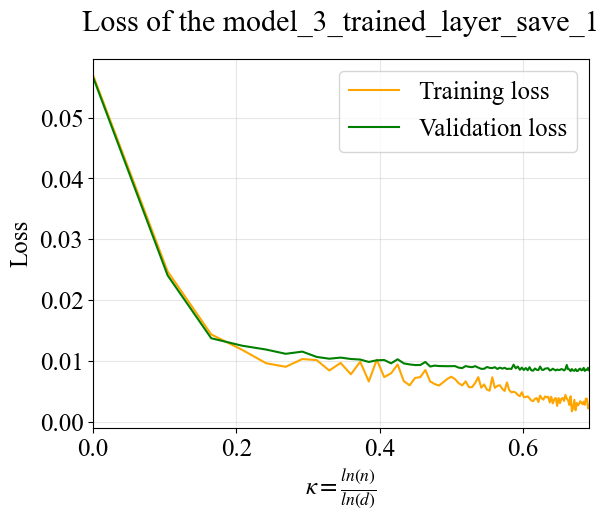 Loss of the model_3_trained_layer_save_1
Training loss
Validation loss
Loss
0.05
0.04
0.03
0.02
0.01
0.00
0.0 0.2 0.4 0.6
κ = ln(n)/ln(d)